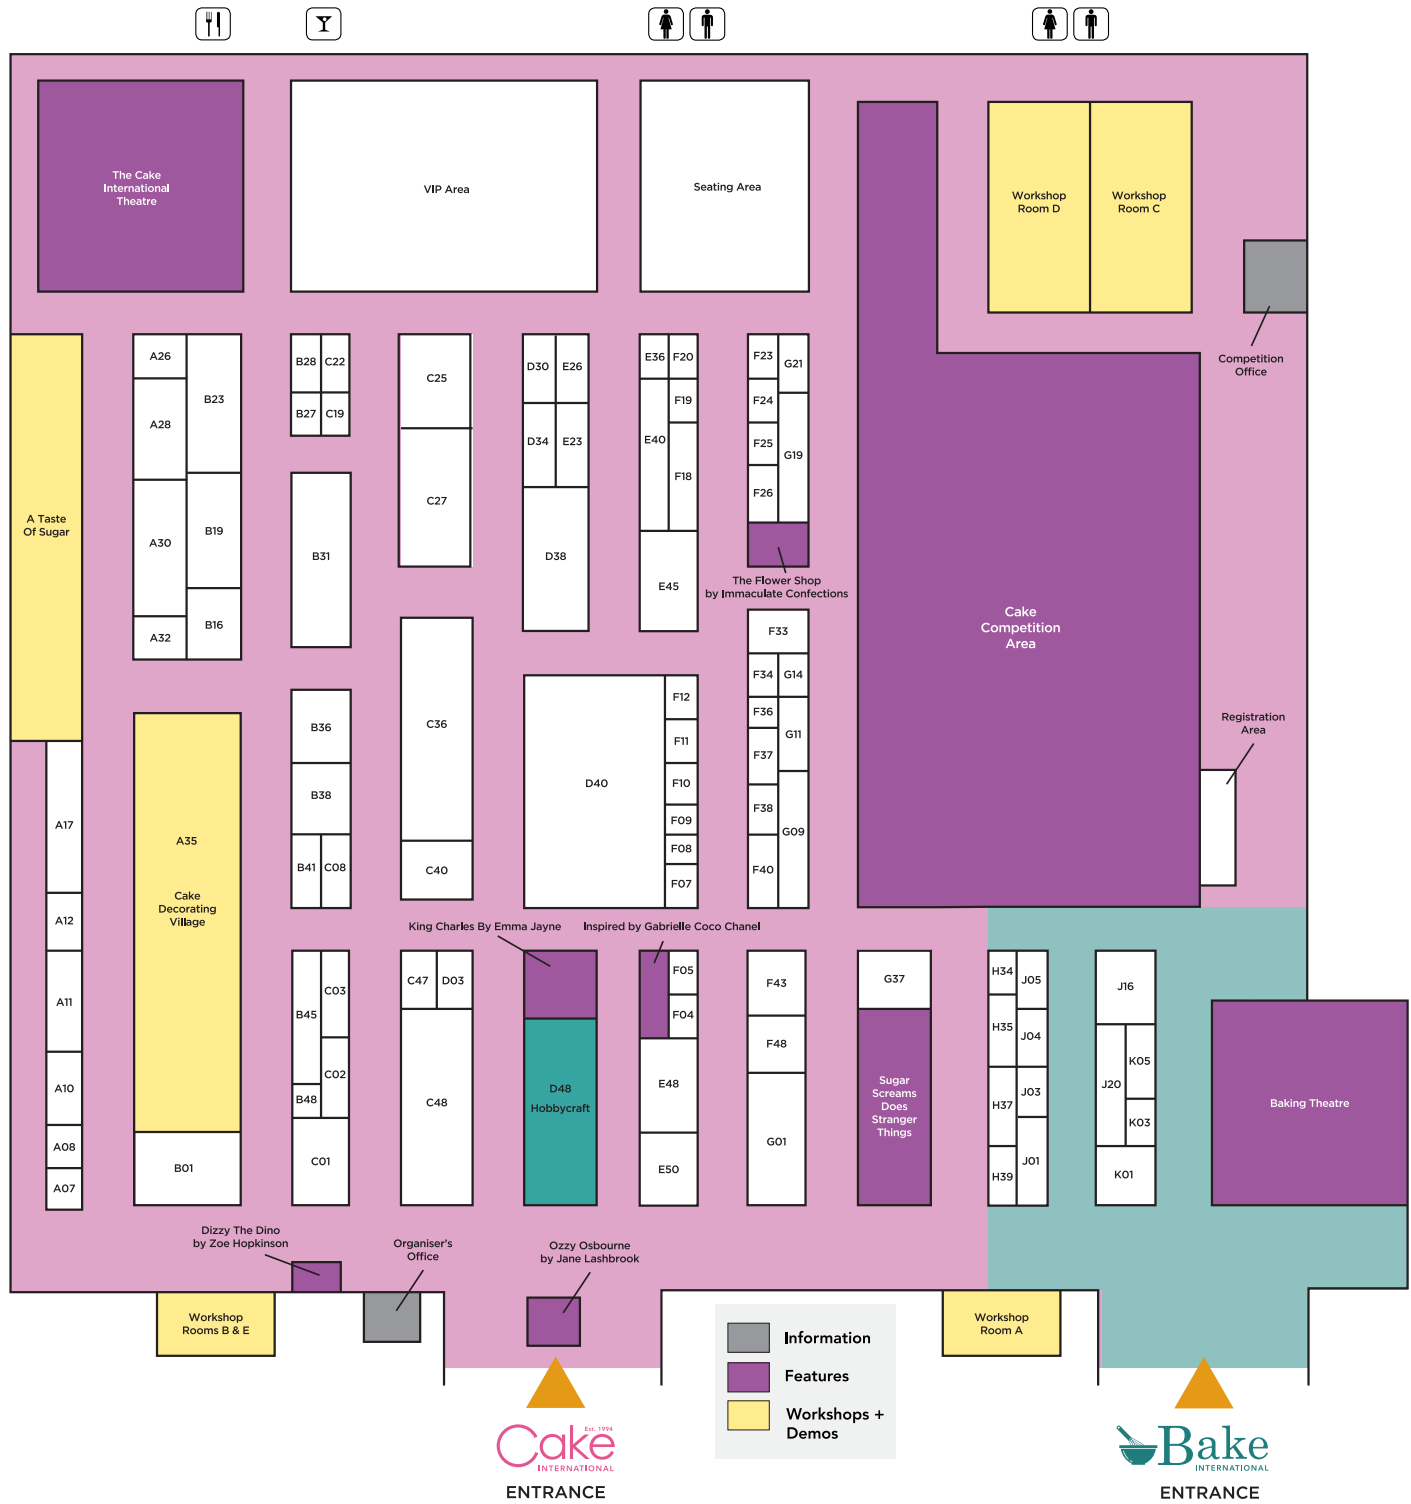 The Cake
International
Theatre
VIP Area
Seating Area
Workshop
Room D
Workshop
Room C
Competition
Office
A Taste
Of Sugar
A26
A28
A30
A32
B23
B19
B16
B28
C22
B27
C19
B31
C25
C27
D30
E26
D34
E23
D38
E36
F20
F19
E40
F18
E45
F23
G21
F24
F25
G19
F26
The Flower Shop
by Immaculate Confections
Cake
Competition
Area
Registration
Area
F33
F34
G14
F36
G11
F37
F38
G09
F40
B36
B38
B41
C08
C36
C40
D40
F12
F11
F10
F09
F08
F07
A17
A12
A11
A10
A08
A07
A35
Cake
Decorating
Village
B01
King Charles By Emma Jayne
Inspired by Gabrielle Coco Chanel
B45
C03
C02
B48
C01
C47
D03
C48
D48
Hobbycraft
F05
F04
E48
E50
F43
F48
G01
G37
Sugar
Screams
Does
Stranger
Things
H34
J05
H35
J04
H37
J03
H39
J01
J16
J20
K05
K03
K01
Baking Theatre
Dizzy The Dino
by Zoe Hopkinson
Organiser's
Office
Ozzy Osbourne
by Jane Lashbrook
Workshop
Rooms B & E
Workshop
Room A
Information
Features
Workshops +
Demos
Est. 1994
Cake
INTERNATIONAL
ENTRANCE
Bake
INTERNATIONAL
ENTRANCE